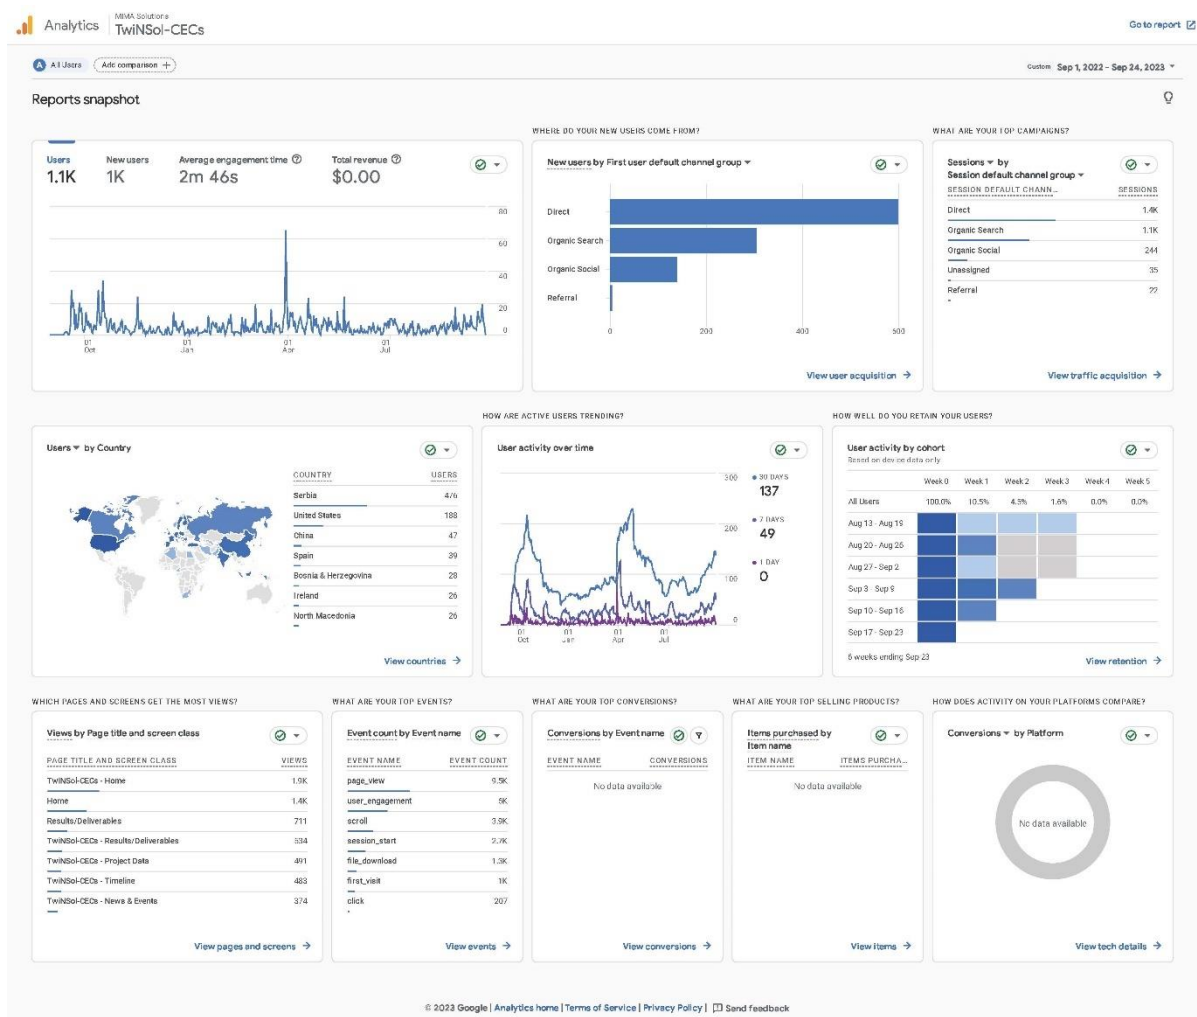 Analytics
MIMA Solutions
TwiNSol-CECs
Go to report
A All Users
Add comparison +
Custom Sep 1, 2022 - Sep 24, 2023
Reports snapshot
Users
1.1K
New users
1K
Average engagement time
2m 46s
Total revenue
$0.00
80
60
40
20
0
01 Oct
01 Jan
01 Apr
01 Jul
WHERE DO YOUR NEW USERS COME FROM?
New users by First user default channel group
Direct
Organic Search
Organic Social
Referral
0 200 400 500
View user acquisition →
WHAT ARE YOUR TOP CAMPAIGNS?
Sessions by
Session default channel group
SESSION DEFAULT CHANN... SESSIONS
Direct 1.4K
Organic Search 1.1K
Organic Social 244
Unassigned 35
Referral 22
View traffic acquisition →
Users by Country
COUNTRY USERS
Serbia 476
United States 188
China 47
Spain 39
Bosnia & Herzegovina 28
Ireland 26
North Macedonia 26
View countries →
HOW ARE ACTIVE USERS TRENDING?
User activity over time
300
200
100
0
01 Oct
01 Jan
01 Apr
01 Jul
30 DAYS
137
7 DAYS
49
1 DAY
0
HOW WELL DO YOU RETAIN YOUR USERS?
User activity by cohort
Based on device data only
Week 0 Week 1 Week 2 Week 3 Week 4 Week 5
All Users 100.0% 10.5% 4.3% 1.6% 0.0% 0.0%
Aug 13 - Aug 19
Aug 20 - Aug 26
Aug 27 - Sep 2
Sep 3 - Sep 9
Sep 10 - Sep 16
Sep 17 - Sep 23
6 weeks ending Sep 23
View retention →
WHICH PAGES AND SCREENS GET THE MOST VIEWS?
Views by Page title and screen class
PAGE TITLE AND SCREEN CLASS VIEWS
TwiNSol-CECs - Home 1.9K
Home 1.4K
Results/Deliverables 711
TwiNSol-CECs - Results/Deliverables 534
TwiNSol-CECs - Project Data 491
TwiNSol-CECs - Timeline 483
TwiNSol-CECs - News & Events 374
View pages and screens →
WHAT ARE YOUR TOP EVENTS?
Event count by Event name
EVENT NAME EVENT COUNT
page_view 9.5K
user_engagement 5K
scroll 3.9K
session_start 2.7K
file_download 1.3K
first_visit 1K
click 207
View events →
WHAT ARE YOUR TOP CONVERSIONS?
Conversions by Event name
EVENT NAME CONVERSIONS
No data available
View conversions →
WHAT ARE YOUR TOP SELLING PRODUCTS?
Items purchased by
Item name
ITEM NAME ITEMS PURCHA...
No data available
View items →
HOW DOES ACTIVITY ON YOUR PLATFORMS COMPARE?
Conversions by Platform
No data available
View tech details →
© 2023 Google | Analytics home | Terms of Service | Privacy Policy | Send feedback